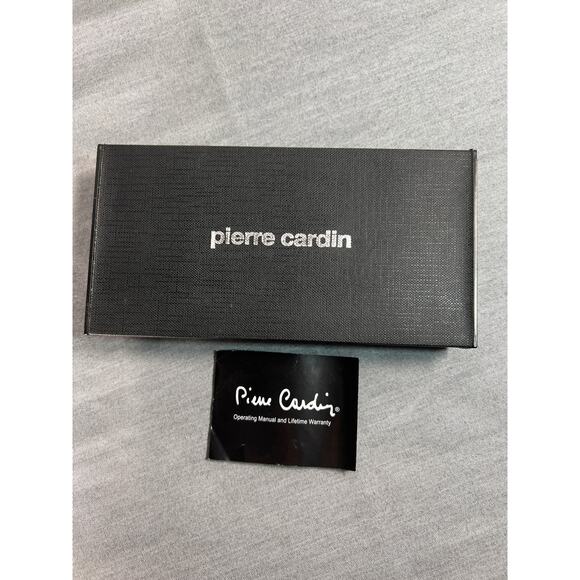 pierre cardin
Pierre Cardin®
Operating Manual and Lifetime Warranty